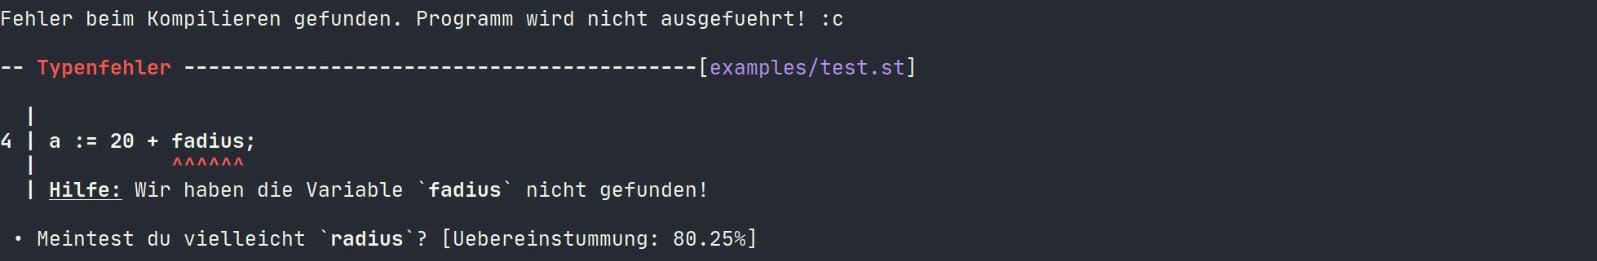 Fehler beim Kompilieren gefunden. Programm wird nicht ausgefuehrt! :c
-- Typenfehler ------------------------------------------[examples/test.st]
|
4 | a := 20 + fadius;
| ^^^^^^
| Hilfe: Wir haben die Variable `fadius` nicht gefunden!
• Meintest du vielleicht `radius`? [Uebereinstummung: 80.25%]